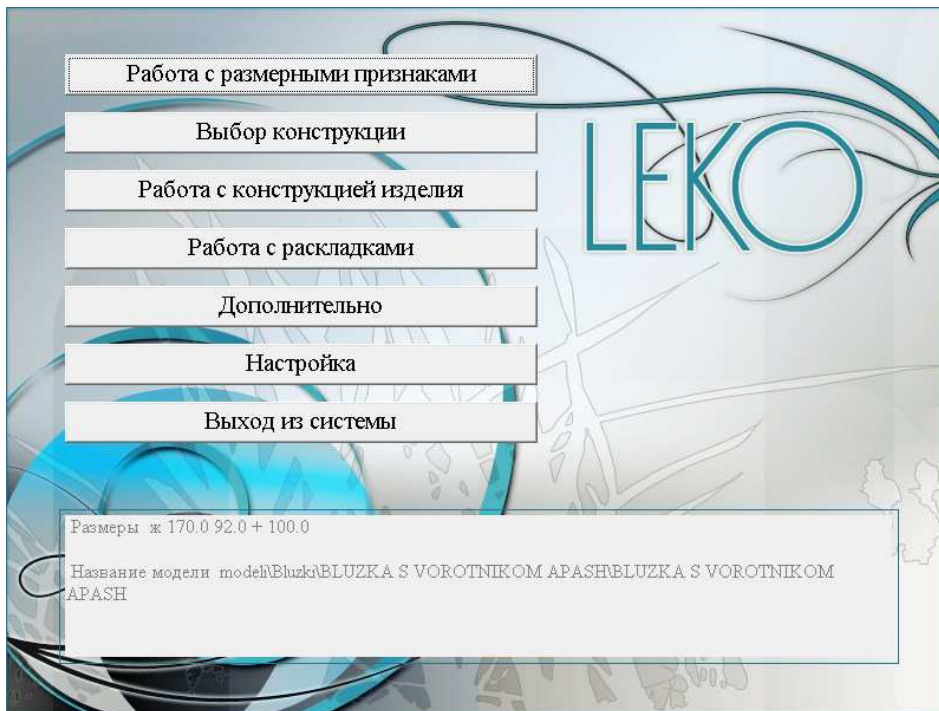 Работа с размерными признаками
Выбор конструкции
LEKO
Работа с конструкцией изделия
Работа с раскладками
Дополнительно
Настройка
Выход из системы
Размеры ж 170.0 92.0 + 100.0
Название модели modeli\Bluzki\BLUZKA S VOROTNIKOM APASH\BLUZKA S VOROTNIKOM
APASH